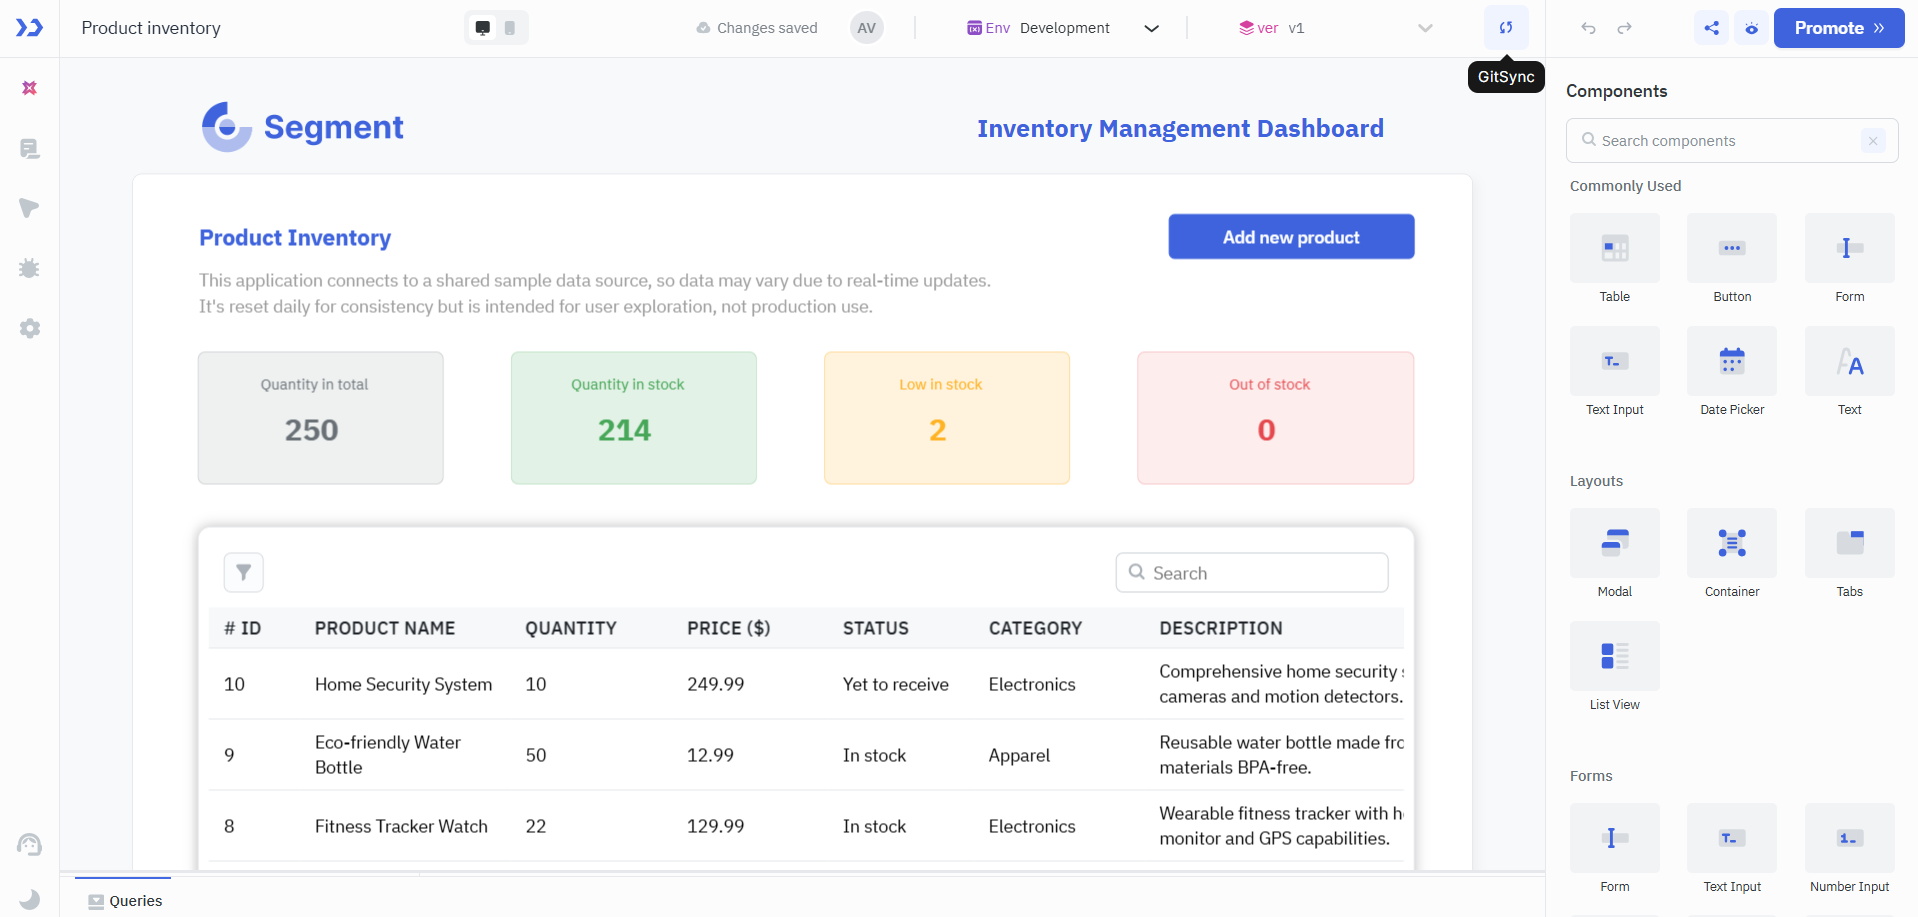 Product inventory
Changes saved
AV
Env Development
ver v1
Promote
GitSync
Segment
Inventory Management Dashboard
Product Inventory
Add new product
This application connects to a shared sample data source, so data may vary due to real-time updates.
It's reset daily for consistency but is intended for user exploration, not production use.
Quantity in total
250
Quantity in stock
214
Low in stock
2
Out of stock
0
Search
# ID PRODUCT NAME QUANTITY PRICE ($) STATUS CATEGORY DESCRIPTION
10 Home Security System 10 249.99 Yet to receive Electronics
Comprehensive home security
cameras and motion detectors.
9
Eco-friendly Water
Bottle
50 12.99 In stock Apparel
Reusable water bottle made
materials BPA-free.
8 Fitness Tracker Watch 22 129.99 In stock Electronics
Wearable fitness tracker with
monitor and GPS capabilities.
Queries
Components
Search components
Commonly Used
Table
Button
Form
Text Input
Date Picker
Text
Layouts
Modal
Container
Tabs
List View
Forms
Form
Text Input
Number Input